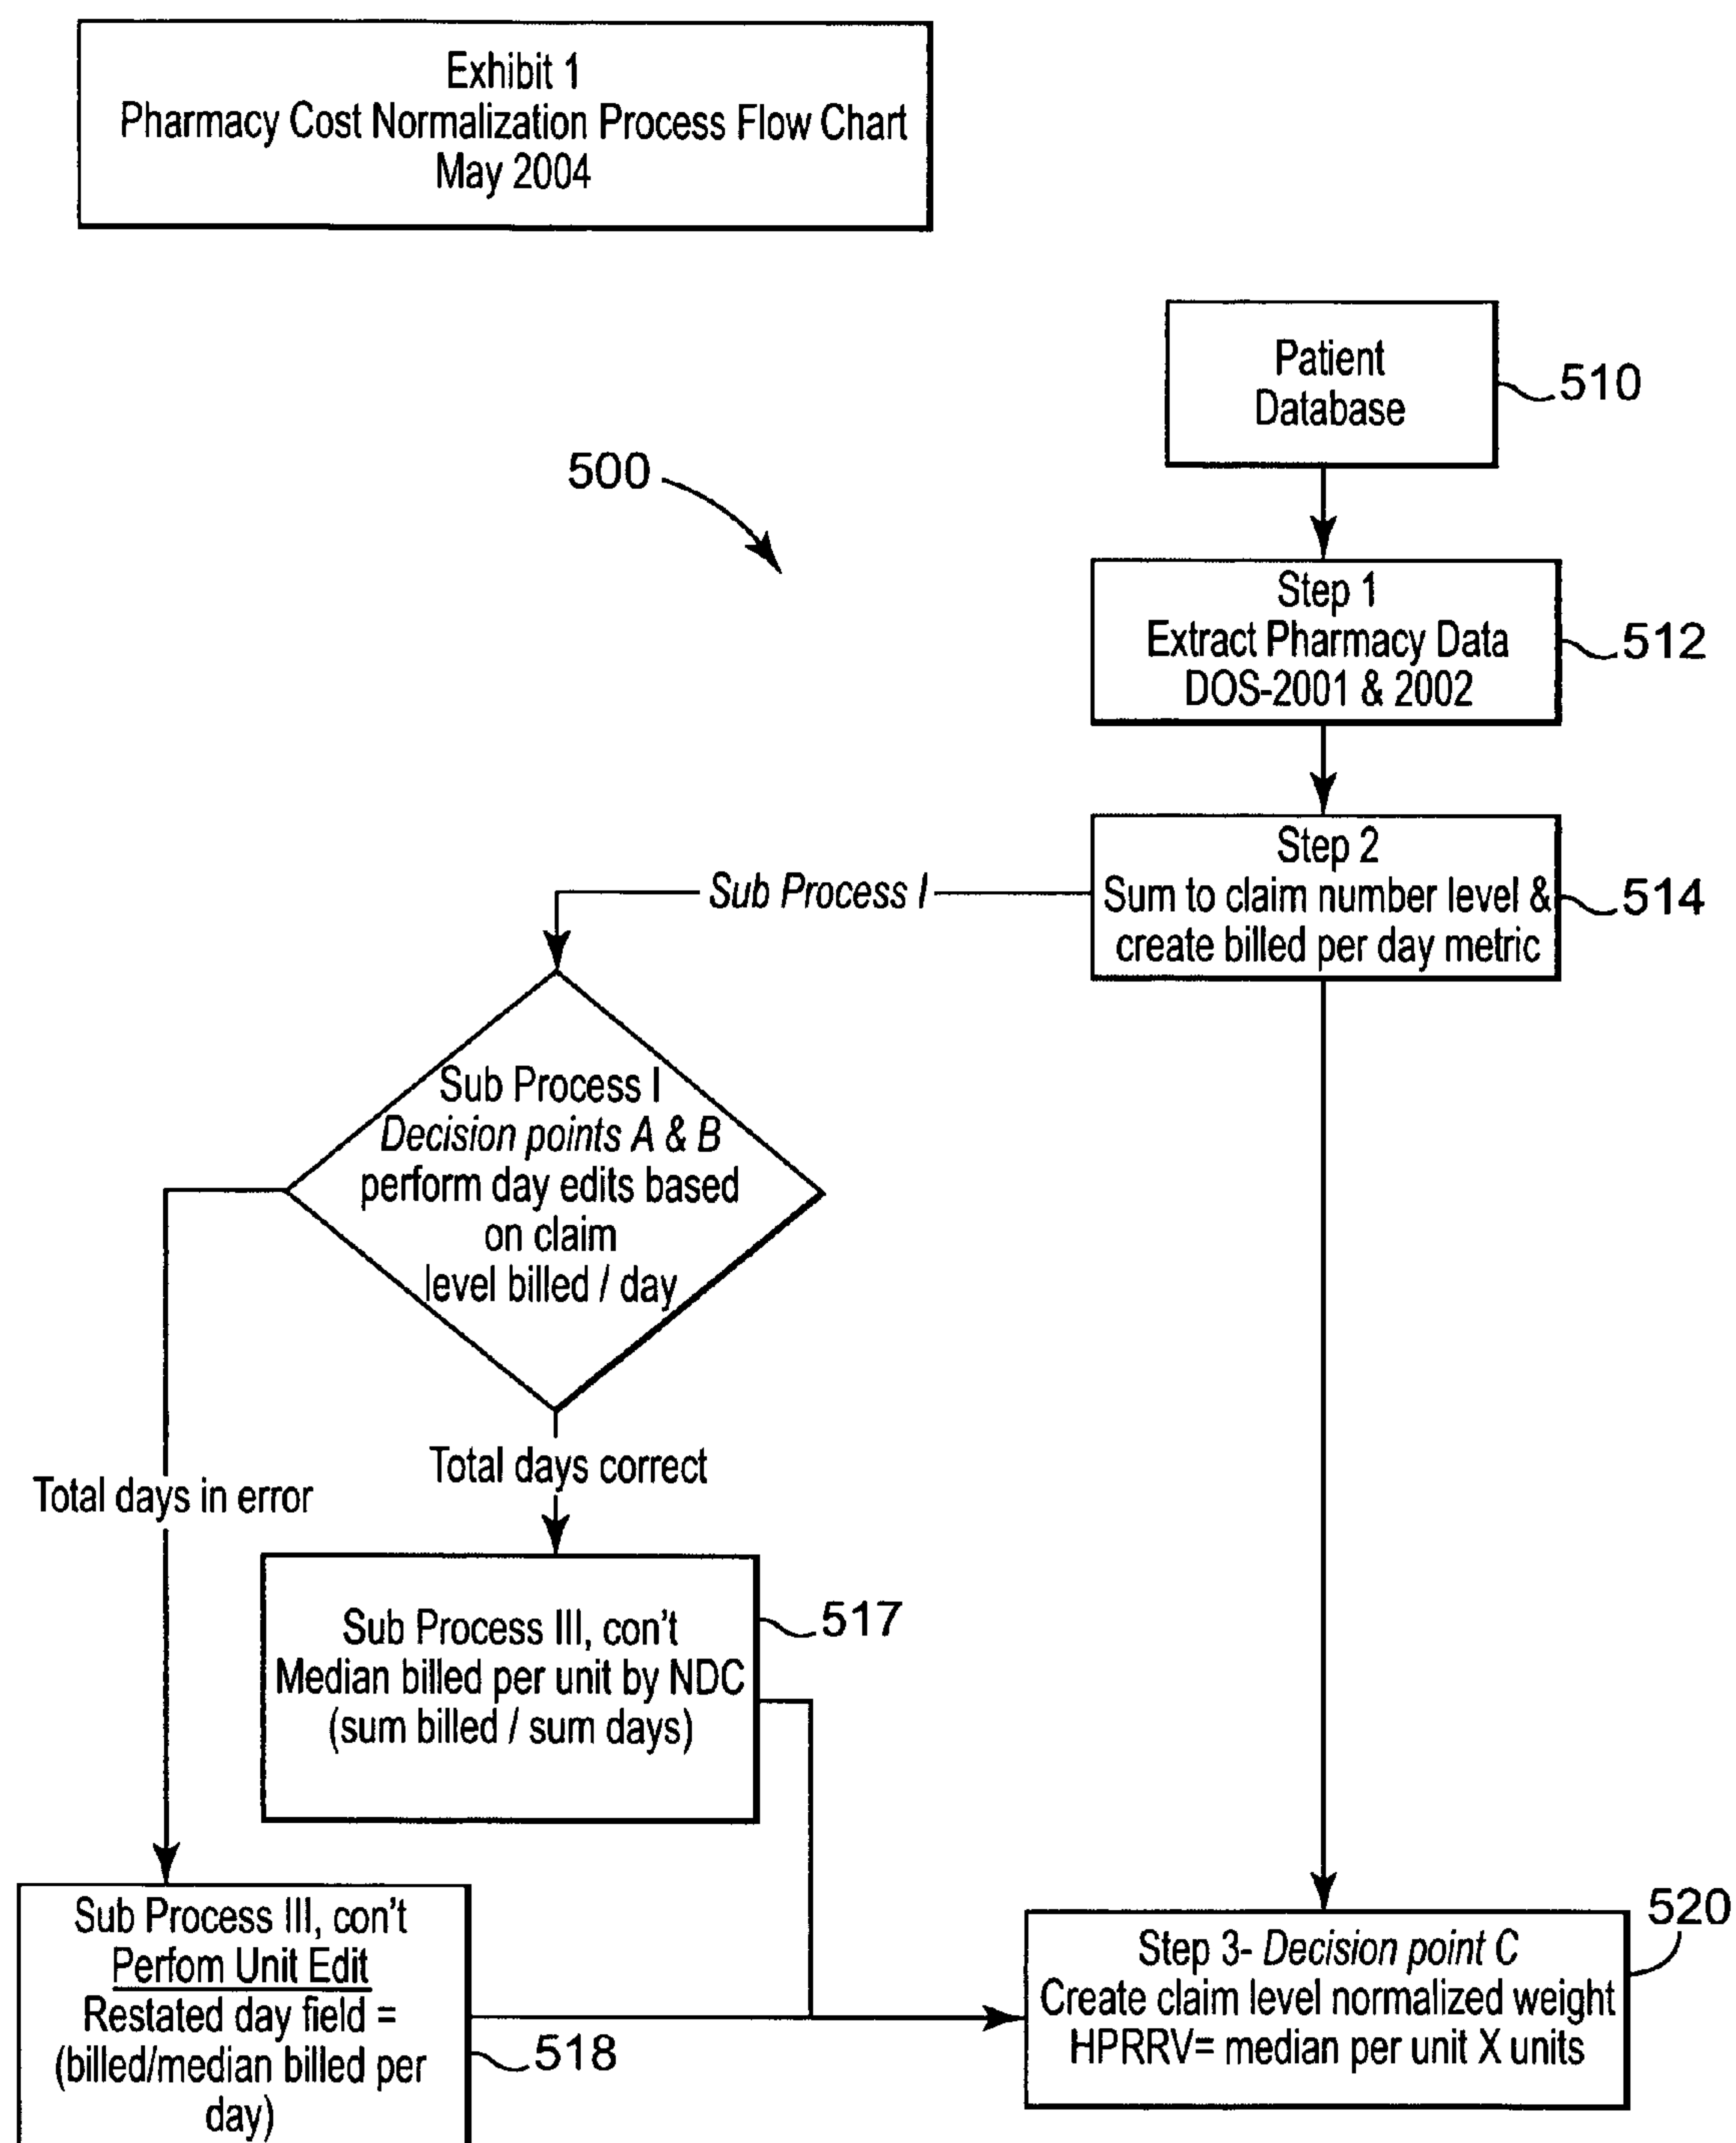 Exhibit 1
Pharmacy Cost Normalization Process Flow Chart
May 2004
Patient
Database
510
500
Step 1
Extract Pharmacy Data
DOS-2001 & 2002
512
Step 2
Sum to claim number level &
create billed per day metric
514
Sub Process I
Sub Process I
Decision points A & B
perform day edits based
on claim
level billed / day
Total days correct
Total days in error
Sub Process III, con't
Median billed per unit by NDC
(sum billed / sum days)
517
Sub Process III, con't
Perfom Unit Edit
Restated day field =
(billed/median billed per
day)
518
Step 3- Decision point C
Create claim level normalized weight
HPRRV= median per unit X units
520